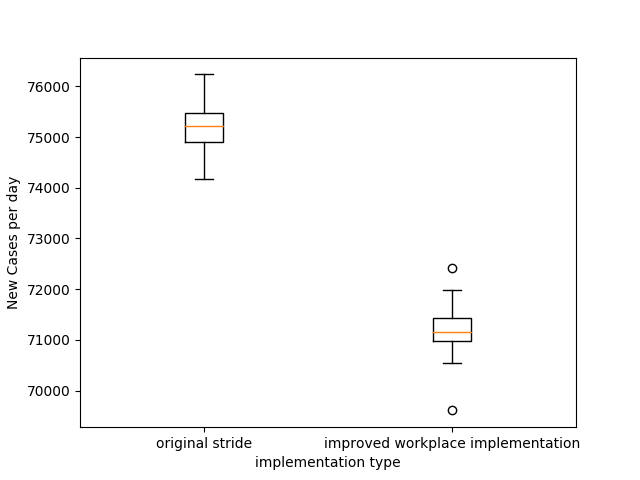 76000
75000
74000
73000
72000
71000
70000
New Cases per day
original stride
improved workplace implementation
implementation type